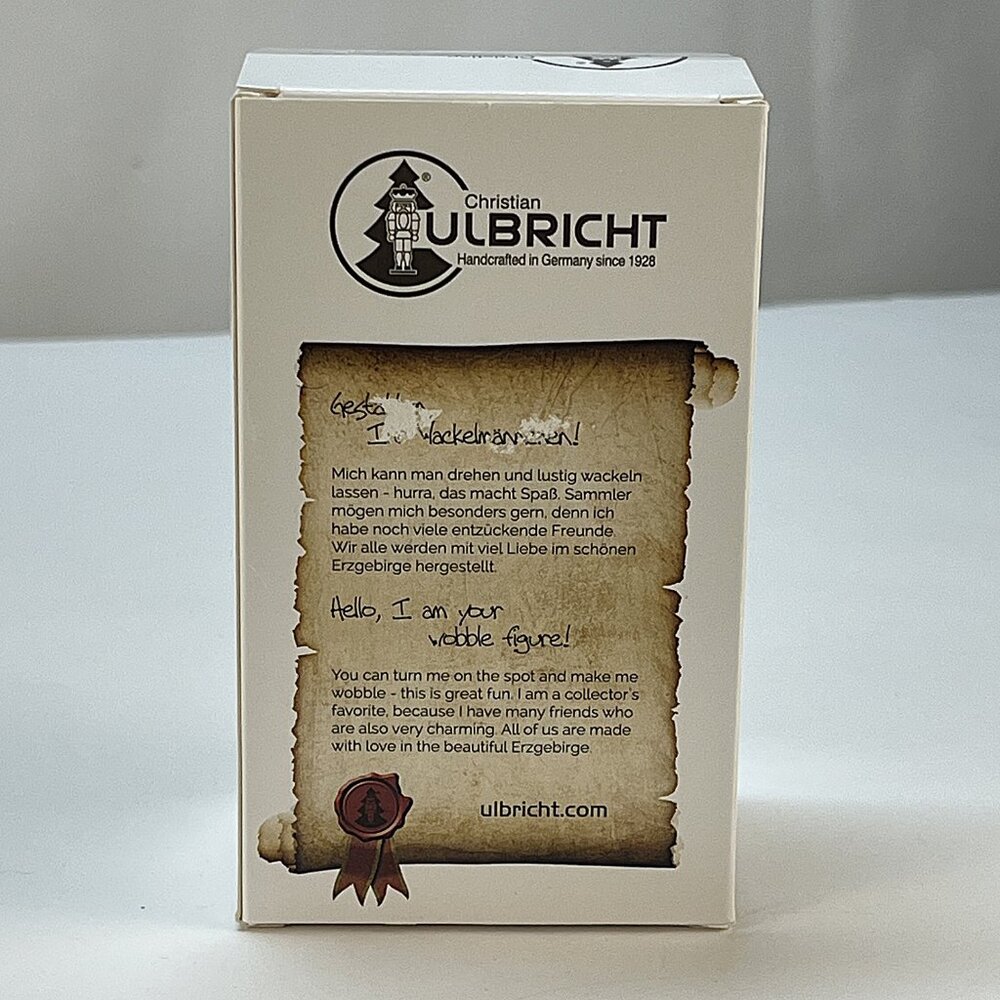 Christian
ULBRICHT
®
Handcrafted in Germany since 1928
Mich kann man drehen und lustig wackeln
lassen - hurra, das macht Spaß. Sammler
mögen mich besonders gern, denn ich
habe noch viele entzückende Freunde.
Wir alle werden mit viel Liebe im schönen
Erzgebirge hergestellt.
Hello, I am your
wobble figure!
You can turn me on the spot and make me
wobble - this is great fun. I am a collector's
favorite, because I have many friends who
are also very charming. All of us are made
with love in the beautiful Erzgebirge.
ulbricht.com